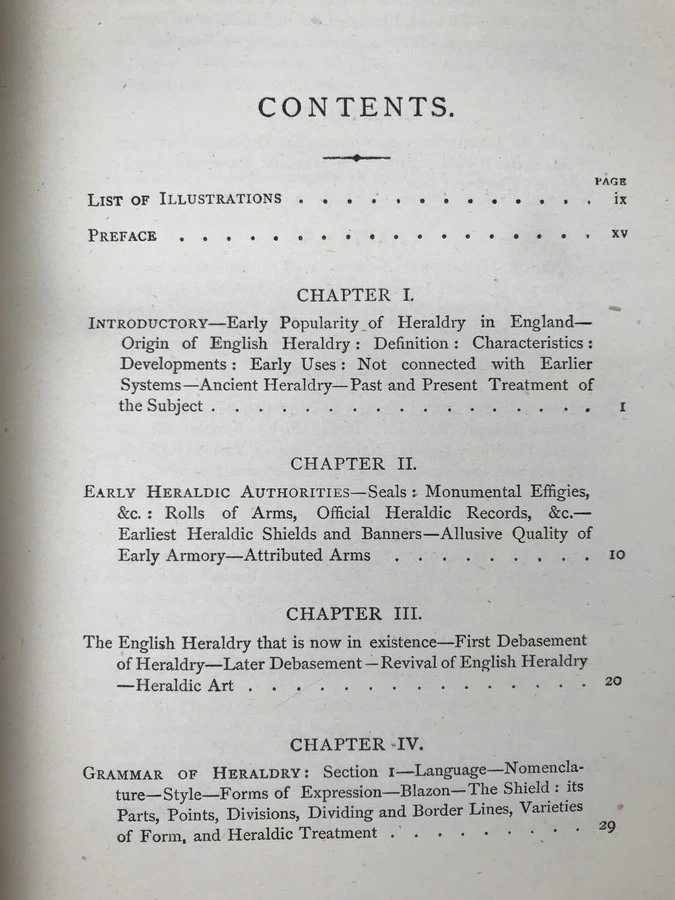 CONTENTS.
PAGE
LIST OF ILLUSTRATIONS . . . . . . . . . . . . . ix
PREFACE . . . . . . . . . . . . . . . . . . xv
CHAPTER I.
INTRODUCTORY—Early Popularity of Heraldry in England—
Origin of English Heraldry: Definition: Characteristics:
Developments: Early Uses: Not connected with Earlier
Systems—Ancient Heraldry—Past and Present Treatment of
the Subject . . . . . . . . . . . . . . . . . 1
CHAPTER II.
EARLY HERALDIC AUTHORITIES—Seals: Monumental Effigies,
&c.: Rolls of Arms, Official Heraldic Records, &c.—
Earliest Heraldic Shields and Banners—Allusive Quality of
Early Armory—Attributed Arms . . . . . . . . . 10
CHAPTER III.
The English Heraldry that is now in existence—First Debasement
of Heraldry—Later Debasement—Revival of English Heraldry
—Heraldic Art . . . . . . . . . . . . . . . 20
CHAPTER IV.
GRAMMAR OF HERALDRY: Section 1—Language—Nomencla-
ture—Style—Forms of Expression—Blazon—The Shield: its
Parts, Points, Divisions, Dividing and Border Lines, Varieties
of Form, and Heraldic Treatment . . . . . . . . . 29